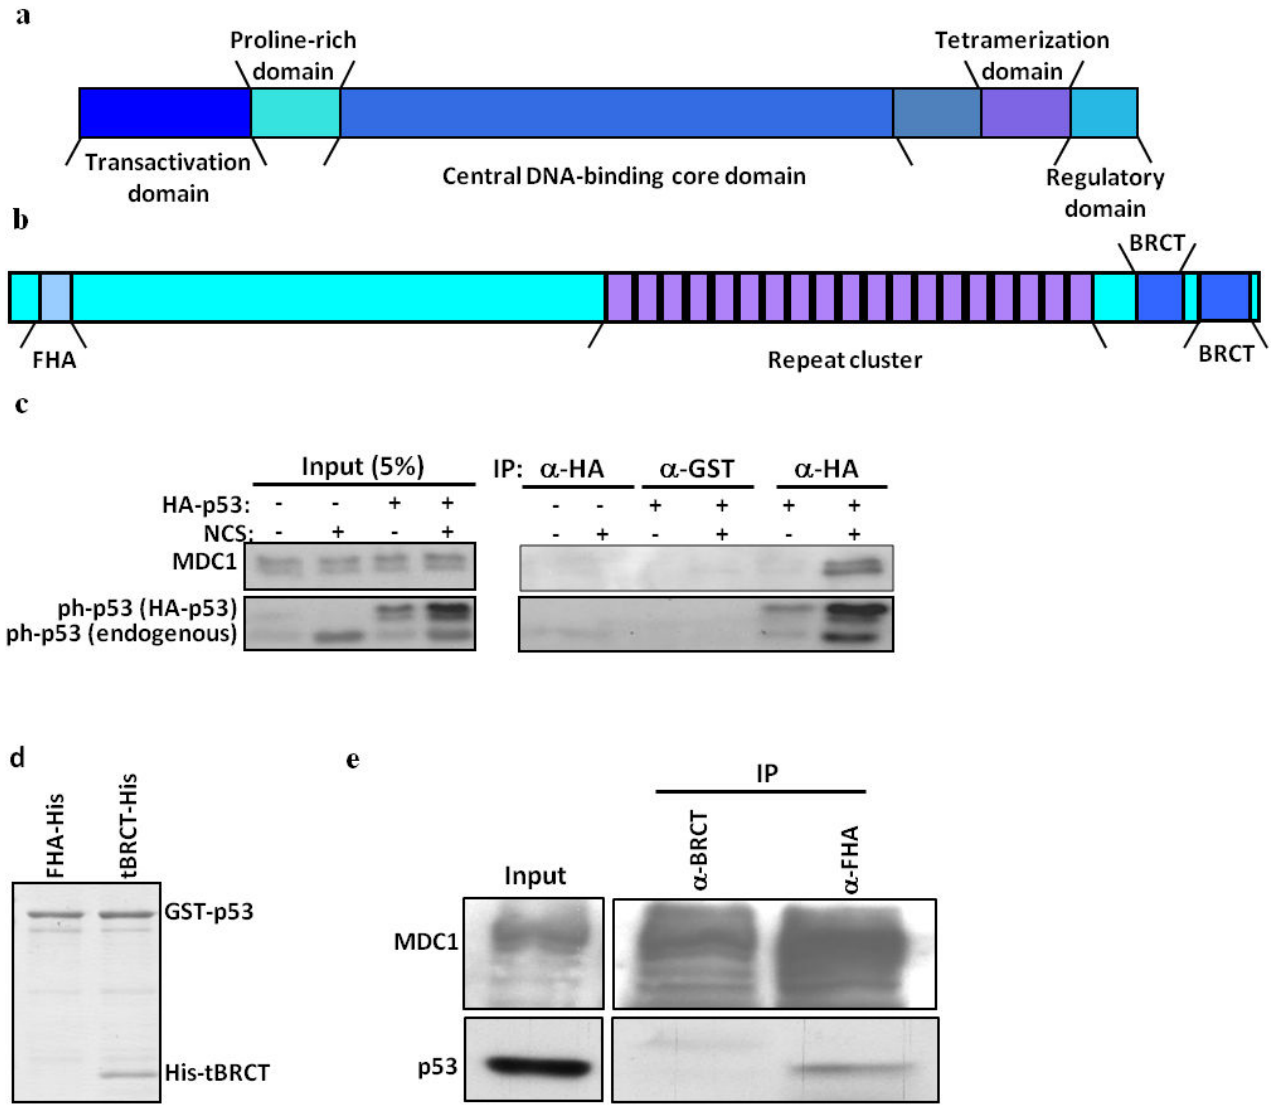 a
Proline-rich
domain
Tetramerization
domain
Transactivation
domain
Central DNA-binding core domain
Regulatory
domain
b
BRCT
FHA
Repeat cluster
BRCT
c
Input (5%)
IP: α-HA α-GST α-HA
HA-p53: - - + + - - + + + +
NCS: - + - + - + - + - +
MDC1
ph-p53 (HA-p53)
ph-p53 (endogenous)
d
FHA-His
tBRCT-His
GST-p53
His-tBRCT
e
IP
Input
α-BRCT
α-FHA
MDC1
p53